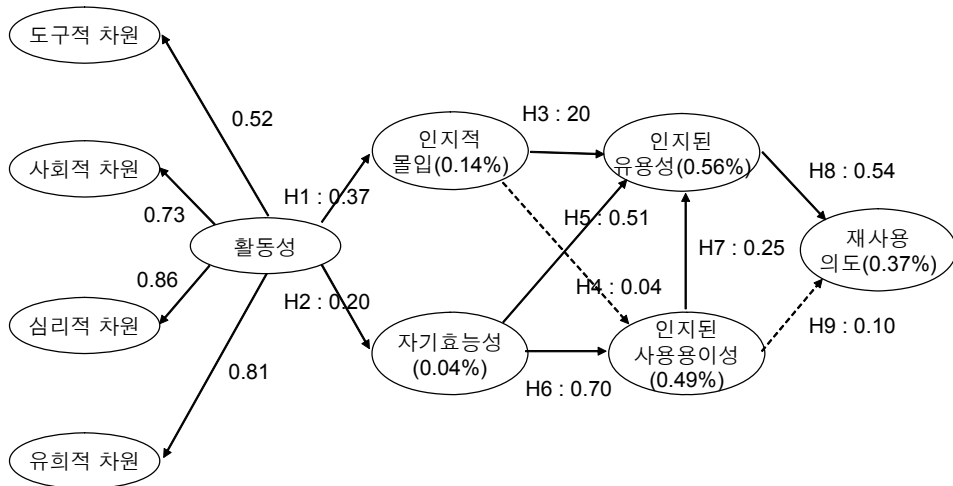 도구적 차원
0.52
사회적 차원
0.73
활동성
0.86
심리적 차원
0.81
유희적 차원
H1 : 0.37
H2 : 0.20
인지적
몰입(0.14%)
자기효능성
(0.04%)
H3 : 20
H5 : 0.51
H4 : 0.04
H6 : 0.70
인지된
유용성(0.56%)
H7 : 0.25
인지된
사용용이성
(0.49%)
H8 : 0.54
H9 : 0.10
재사용
의도(0.37%)